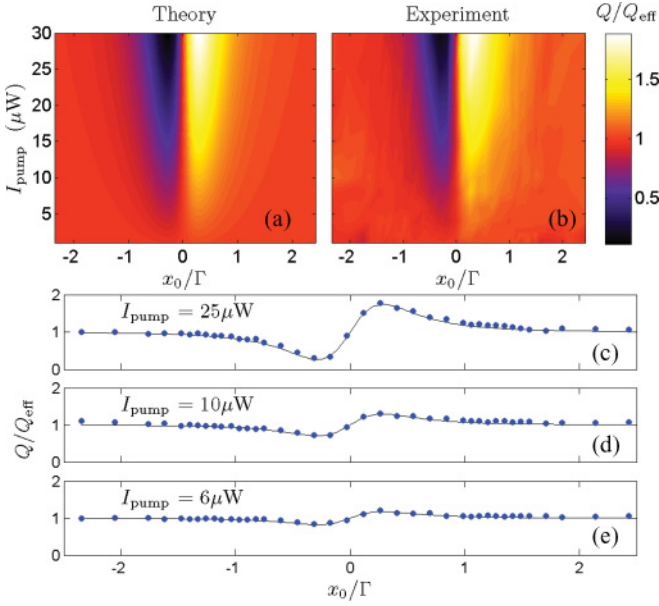 Theory
Experiment
Q/Q_eff
30
25
20
15
10
5
I_pump (μW)
(a)
(b)
1.5
1
0.5
-2 -1 0 1 2
-2 -1 0 1 2
x_0/Γ
x_0/Γ
2
1
0
I_pump = 25μW
(c)
2
1
0
I_pump = 10μW
(d)
Q/Q_eff
2
1
0
I_pump = 6μW
(e)
-2 -1 0 1 2
x_0/Γ